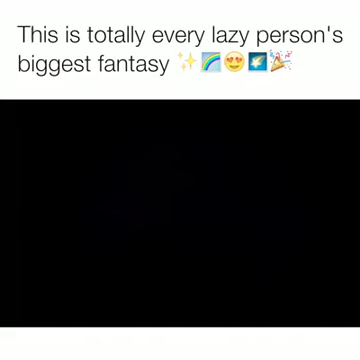 This is totally every lazy person's
biggest fantasy ✨🌈😍🌠🎉